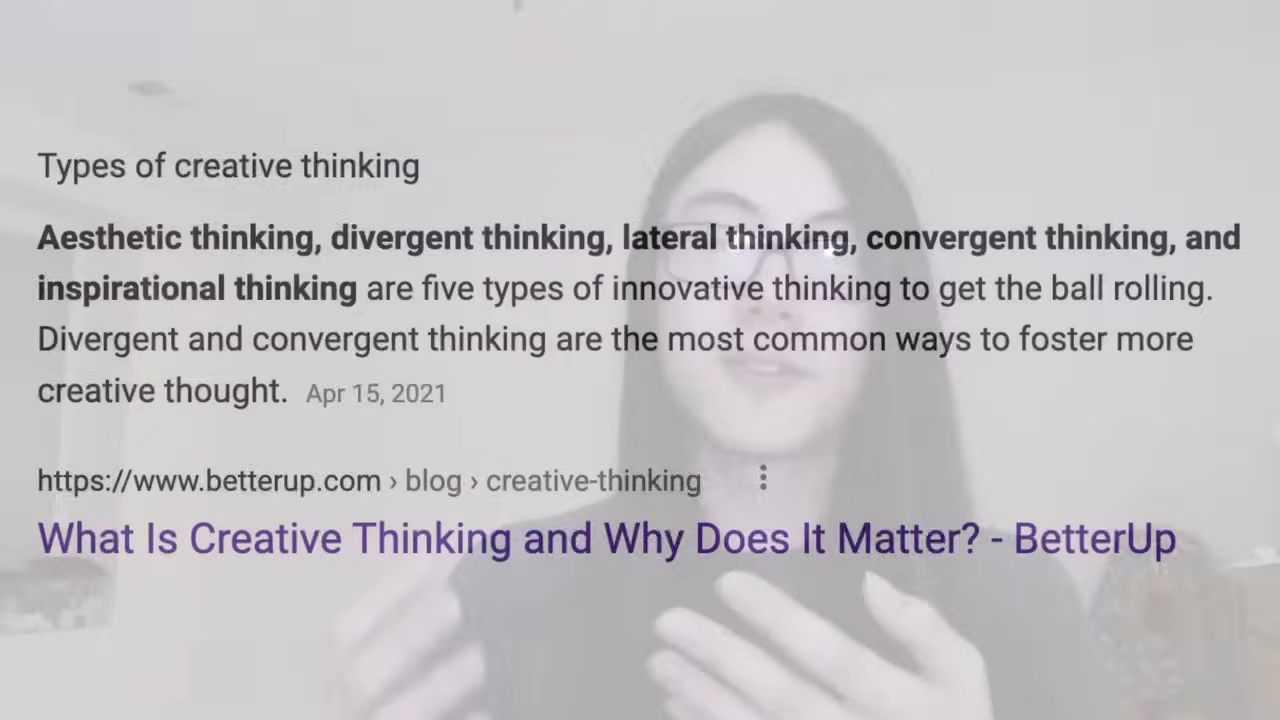 Types of creative thinking
Aesthetic thinking, divergent thinking, lateral thinking, convergent thinking, and
inspirational thinking are five types of innovative thinking to get the ball rolling.
Divergent and convergent thinking are the most common ways to foster more
creative thought. Apr 15, 2021
https://www.betterup.com › blog › creative-thinking
What Is Creative Thinking and Why Does It Matter? - BetterUp